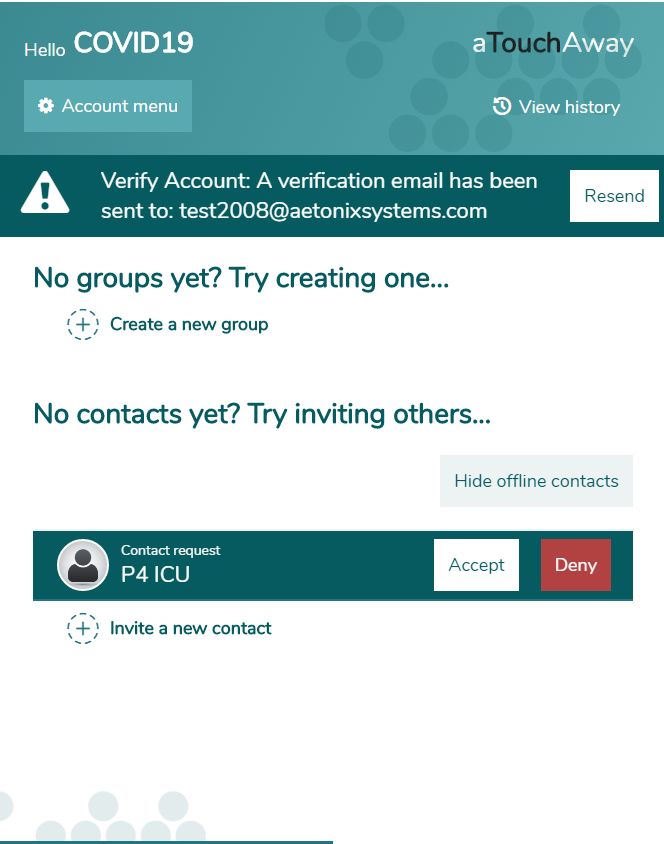 Hello COVID19
aTouchAway
Account menu
View history
Verify Account: A verification email has been
sent to: test2008@aetonixsystems.com
Resend
No groups yet? Try creating one...
Create a new group
No contacts yet? Try inviting others...
Hide offline contacts
Contact request
P4 ICU
Accept
Deny
Invite a new contact